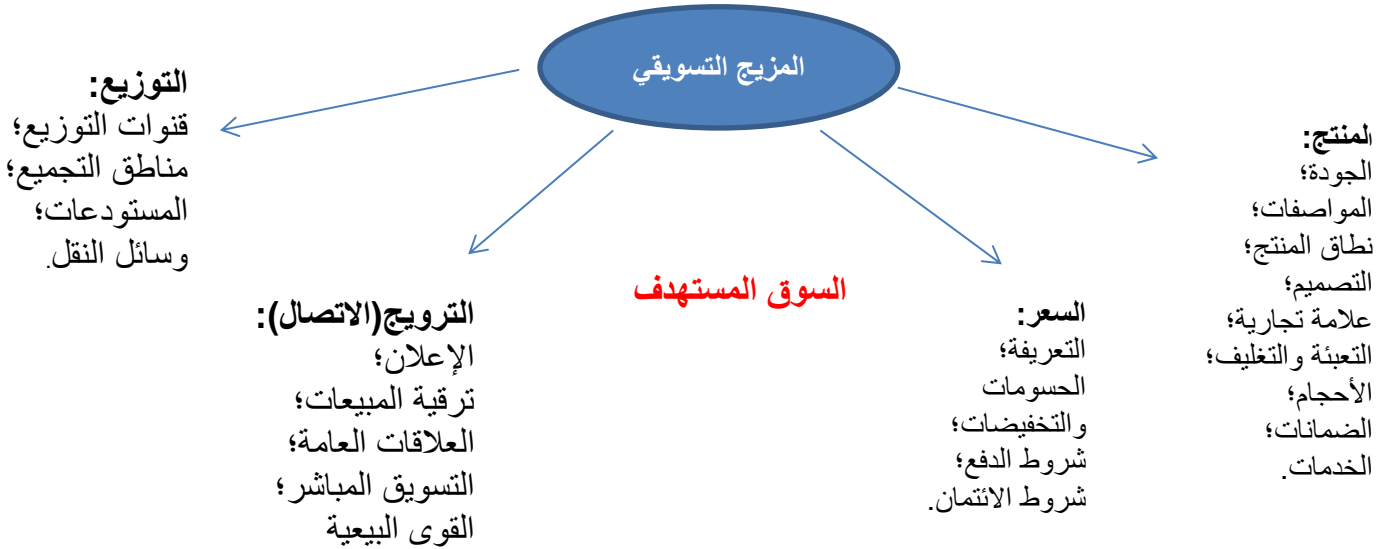 المزيج التسويقي
لمنتج:
الجودة؛
المواصفات؛
نطاق المنتج؛
التصميم؛
علامة تجارية؛
التعبئة والتغليف؛
الأحجام؛
الضمانات؛
الخدمات.
السعر:
التعريفة؛
الحسومات
والتخفيضات؛
شروط الدفع؛
شروط الائتمان.
السوق المستهدف
الترويج(الاتصال):
الإعلان؛
ترقية المبيعات؛
العلاقات العامة؛
التسويق المباشر؛
القوى البيعية
التوزيع:
قنوات التوزيع؛
مناطق التجميع؛
المستودعات؛
وسائل النقل.